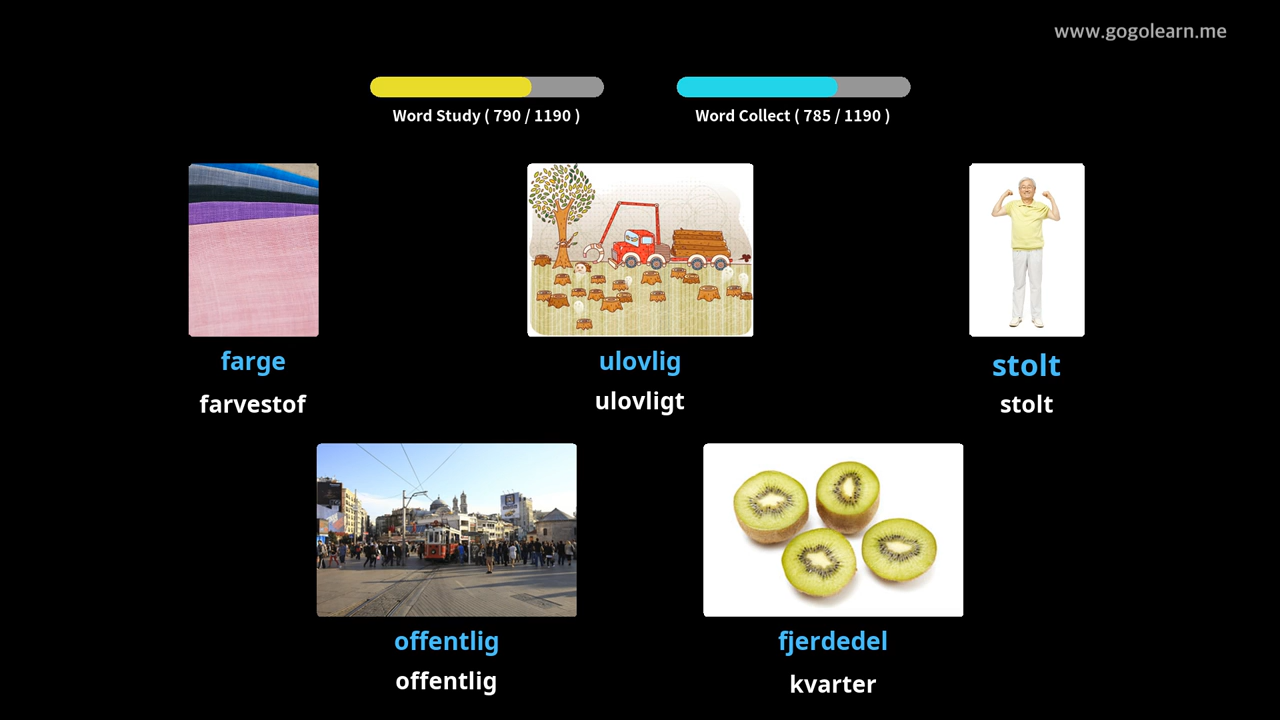 www.gogolearn.me
Word Study ( 790 / 1190 )
Word Collect ( 785 / 1190 )
farge
farvestof
ulovlig
ulovligt
stolt
stolt
offentlig
offentlig
fjerdedel
kvarter